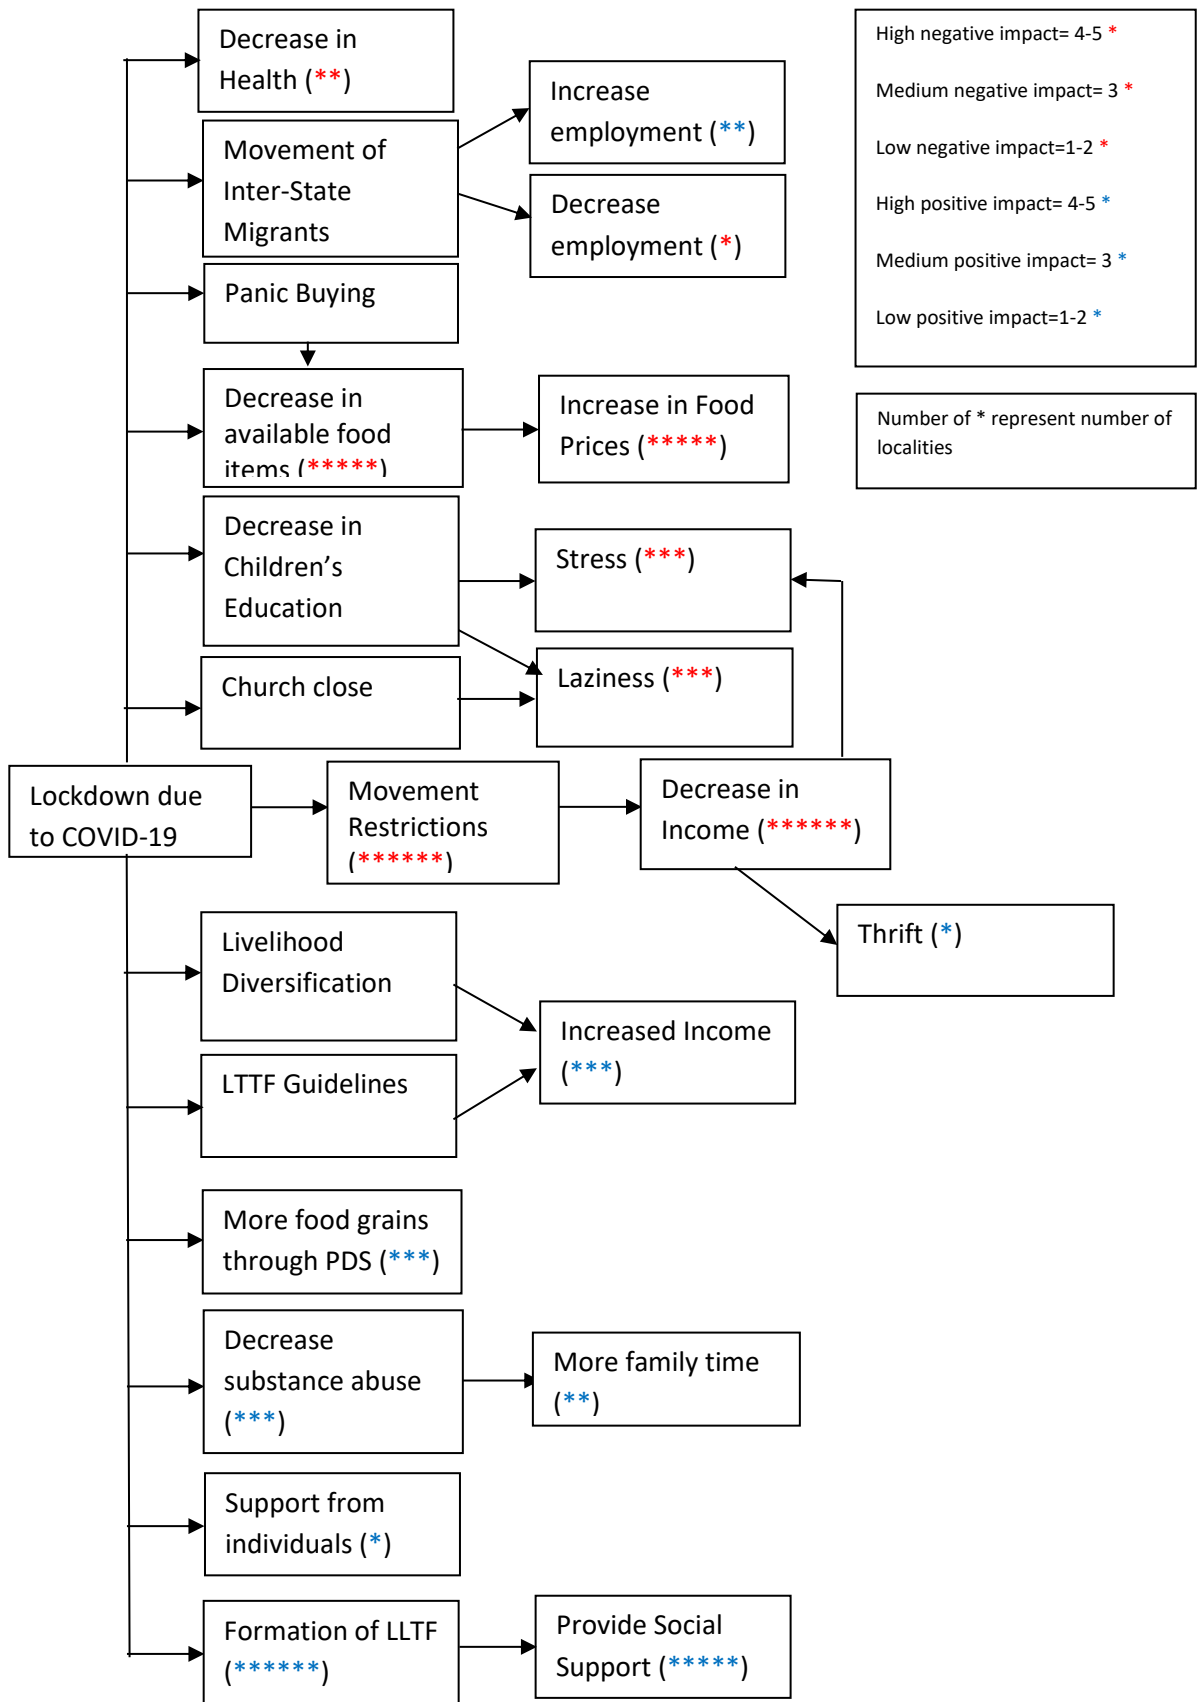 Decrease in
Health (**)
Increase
employment (**)
Movement of
Inter-State
Migrants
Decrease
employment (*)
Panic Buying
Decrease in
available food
items (*****)
Increase in Food
Prices (*****)
Decrease in
Children’s
Education
Stress (***)
Church close
Laziness (***)
Lockdown due
to COVID-19
Movement
Restrictions
(******)
Decrease in
Income (******)
Thrift (*)
Livelihood
Diversification
Increased Income
(***)
LTTF Guidelines
More food grains
through PDS (***)
Decrease
substance abuse
(***)
More family time
(**)
Support from
individuals (*)
Formation of LLTF
(******)
Provide Social
Support (*****)
High negative impact= 4-5 *
Medium negative impact= 3 *
Low negative impact=1-2 *
High positive impact= 4-5 *
Medium positive impact= 3 *
Low positive impact=1-2 *
Number of * represent number of
localities